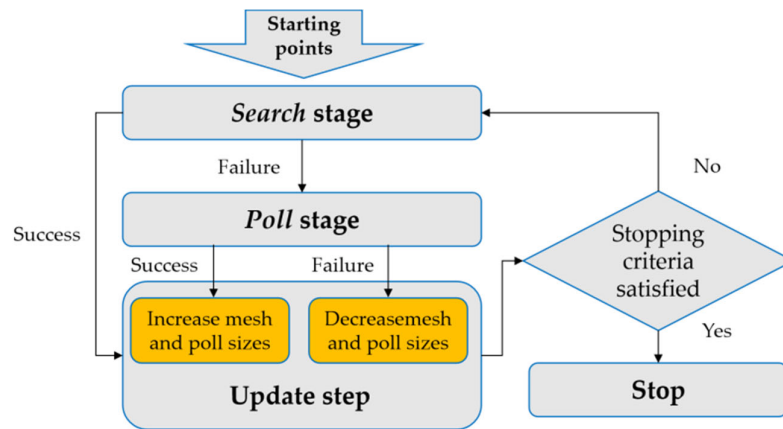 Starting
points
Search stage
Failure
No
Poll stage
Success
Success
Failure
Stopping
criteria
satisfied
Increase mesh
and poll sizes
Decreasemesh
and poll sizes
Yes
Update step
Stop